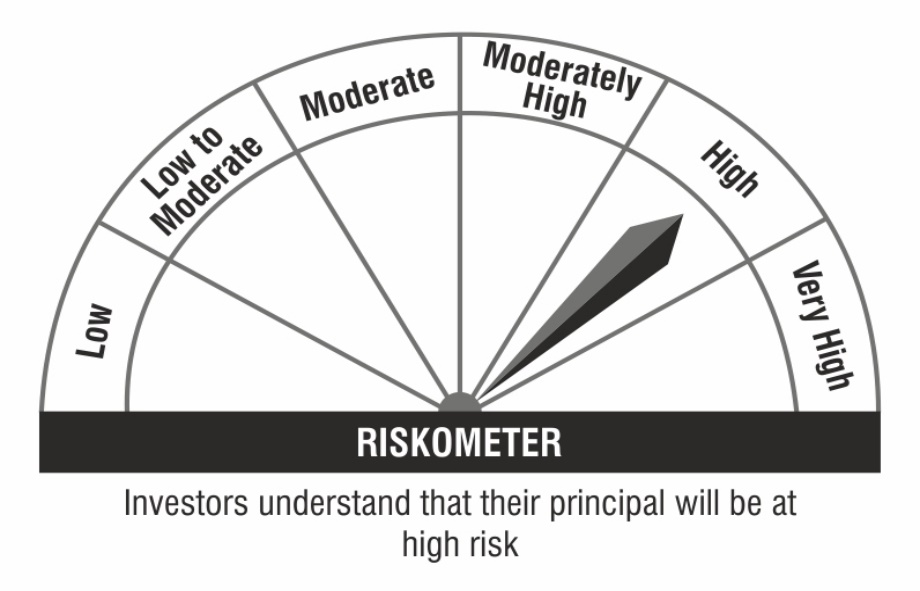 Low
Low to
Moderate
Moderate
Moderately
High
High
Very High
RISKOMETER
Investors understand that their principal will be at
high risk